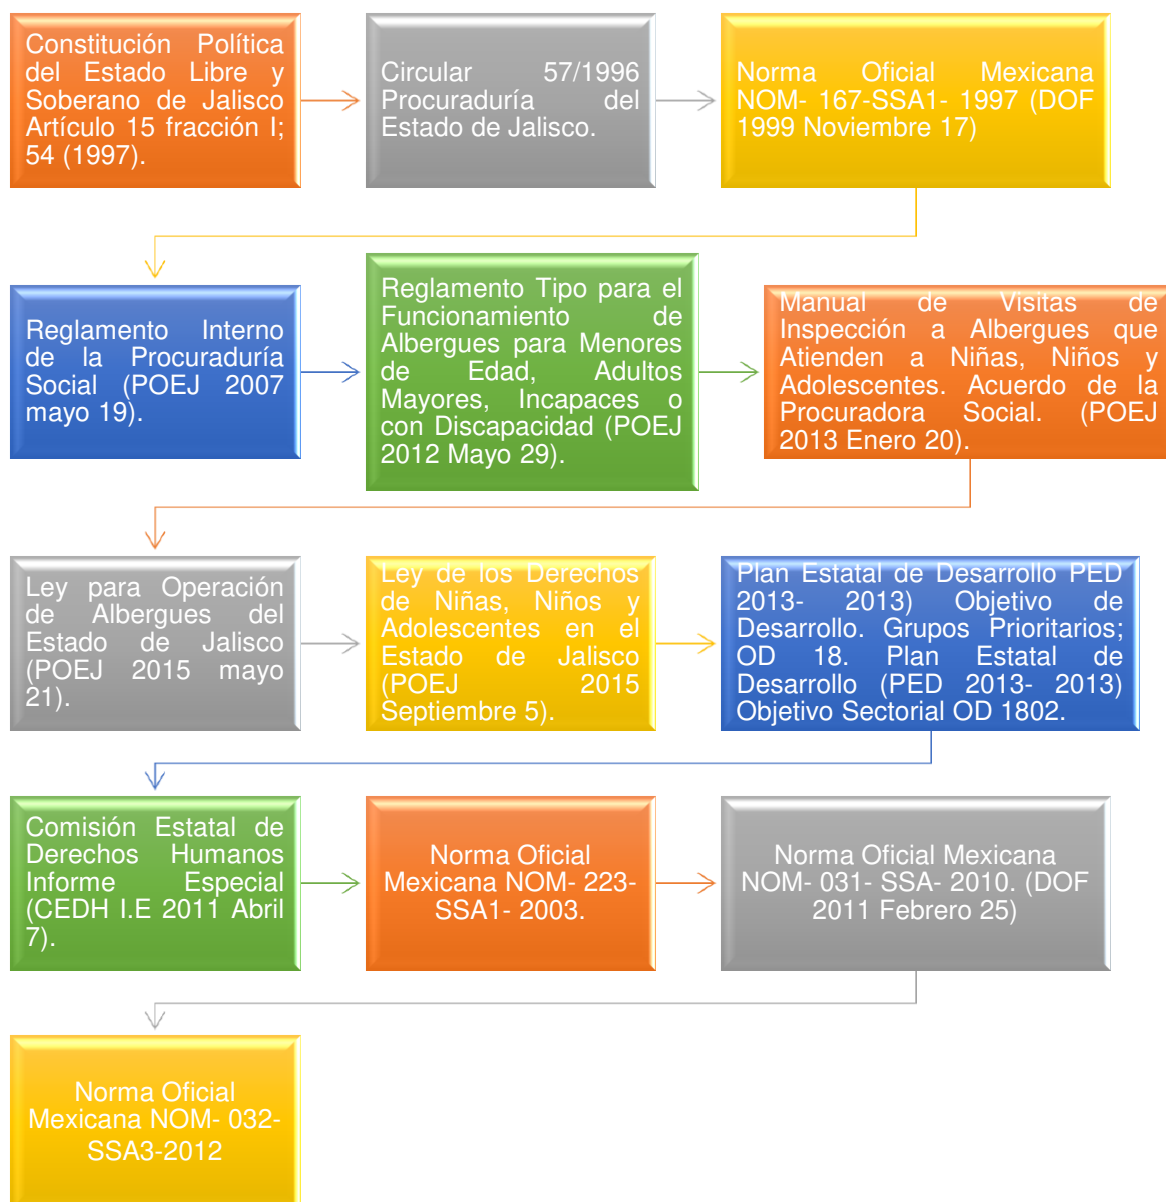 Constitución Política
del Estado Libre y
Soberano de Jalisco
Artículo 15 fracción I;
54 (1997).
Circular 57/1996
Procuraduría del
Estado de Jalisco.
Norma Oficial Mexicana
NOM- 167-SSA1- 1997 (DOF
1999 Noviembre 17)
Reglamento Interno
de la Procuraduría
Social (POEJ 2007
mayo 19).
Reglamento Tipo para el
Funcionamiento de
Albergues para Menores
de Edad, Adultos
Mayores, Incapaces o
con Discapacidad (POEJ
2012 Mayo 29).
Manual de Visitas de
Inspección a Albergues que
Atienden a Niñas, Niños y
Adolescentes. Acuerdo de la
Procuradora Social. (POEJ
2013 Enero 20).
Ley para Operación
de Albergues del
Estado de Jalisco
(POEJ 2015 mayo
21).
Ley de los Derechos
de Niñas, Niños y
Adolescentes en el
Estado de Jalisco
(POEJ 2015
Septiembre 5).
Plan Estatal de Desarrollo PED
2013- 2013) Objetivo de
Desarrollo. Grupos Prioritarios;
OD 18. Plan Estatal de
Desarrollo (PED 2013- 2013)
Objetivo Sectorial OD 1802.
Comisión Estatal de
Derechos Humanos
Informe Especial
(CEDH I.E 2011 Abril
7).
Norma Oficial
Mexicana NOM- 223-
SSA1- 2003.
Norma Oficial Mexicana
NOM- 031- SSA- 2010. (DOF
2011 Febrero 25)
Norma Oficial
Mexicana NOM- 032-
SSA3-2012